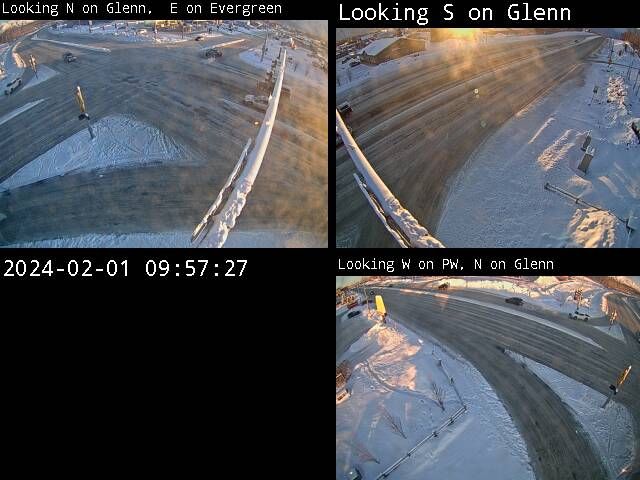 Looking N on Glenn,  E on Evergreen
Looking S on Glenn
2024-02-01 09:57:27
Looking W on PW, N on Glenn